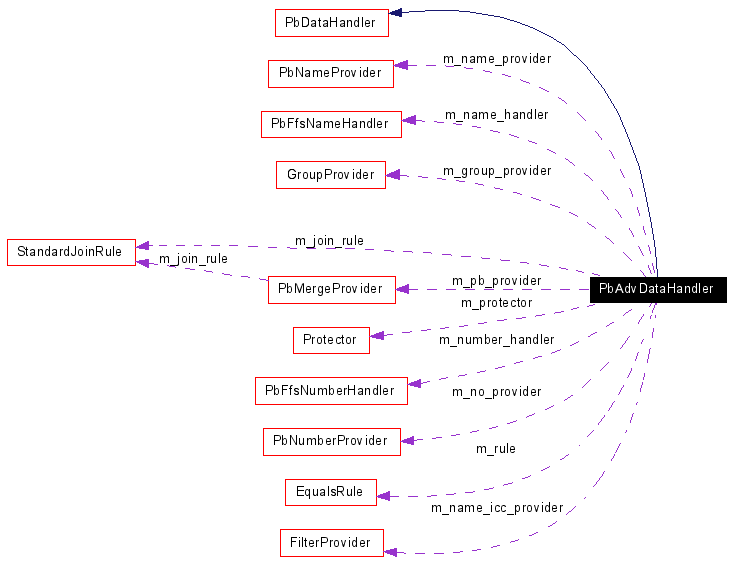 PbDataHandler
m_name_provider
PbNameProvider
m_name_handler
PbFfsNameHandler
m_group_provider
GroupProvider
m_join_rule
StandardJoinRule
m_join_rule
m_pb_provider
PbMergeProvider
PbAdvDataHandler
m_protector
Protector
m_number_handler
PbFfsNumberHandler
m_no_provider
PbNumberProvider
m_rule
EqualsRule
m_name_icc_provider
FilterProvider